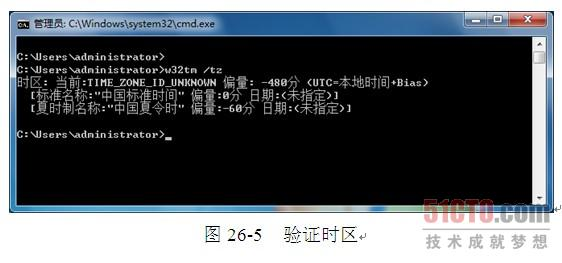 管理员: C:\Windows\system32\cmd.exe
C:\Users\administrator>
C:\Users\administrator>w32tm /tz
时区: 当前:TIME_ZONE_ID_UNKNOWN 偏量: -480分 (UTC=本地时间+Bias)
[标准名称:"中国标准时间" 偏量:0分 日期:(未指定)]
[夏时制名称:"中国夏令时" 偏量:-60分 日期:(未指定)]
C:\Users\administrator>_
51CTO.com
技术成就梦想
图 26-5 验证时区